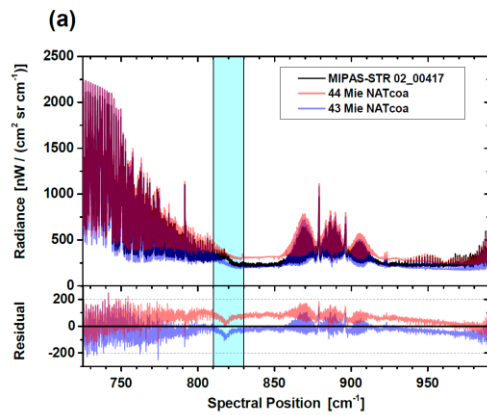 (a)
2500
2000
1500
1000
500
0
Radiance [nW / (cm² sr cm⁻¹)]
MIPAS-STR 02_00417
44 Mie NATcoa
43 Mie NATcoa
200
0
-200
Residual
750 800 850 900 950
Spectral Position [cm⁻¹]